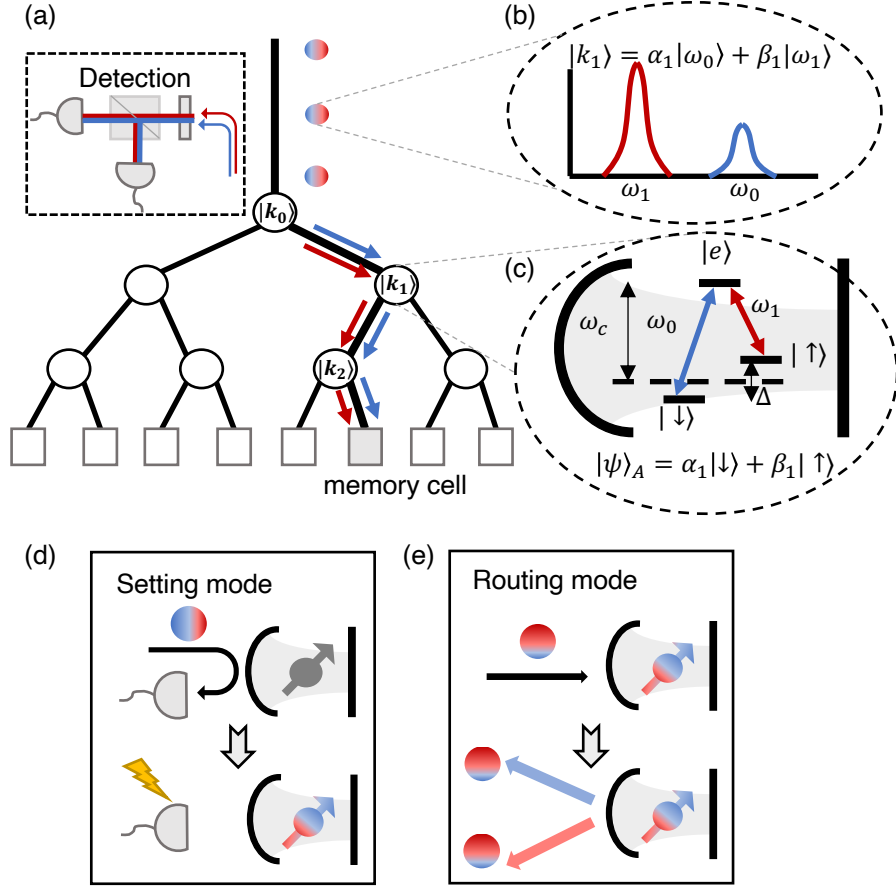 (a)
Detection
|k₀⟩
|k₁⟩
|k₂⟩
memory cell
(b)
|k₁⟩ = α₁|ω₀⟩ + β₁|ω₁⟩
ω₁
ω₀
(c)
|e⟩
ω_c
ω₀
ω₁
|↑⟩
Δ
|↓⟩
|ψ⟩_A = α₁|↓⟩ + β₁|↑⟩
(d)
Setting mode
(e)
Routing mode